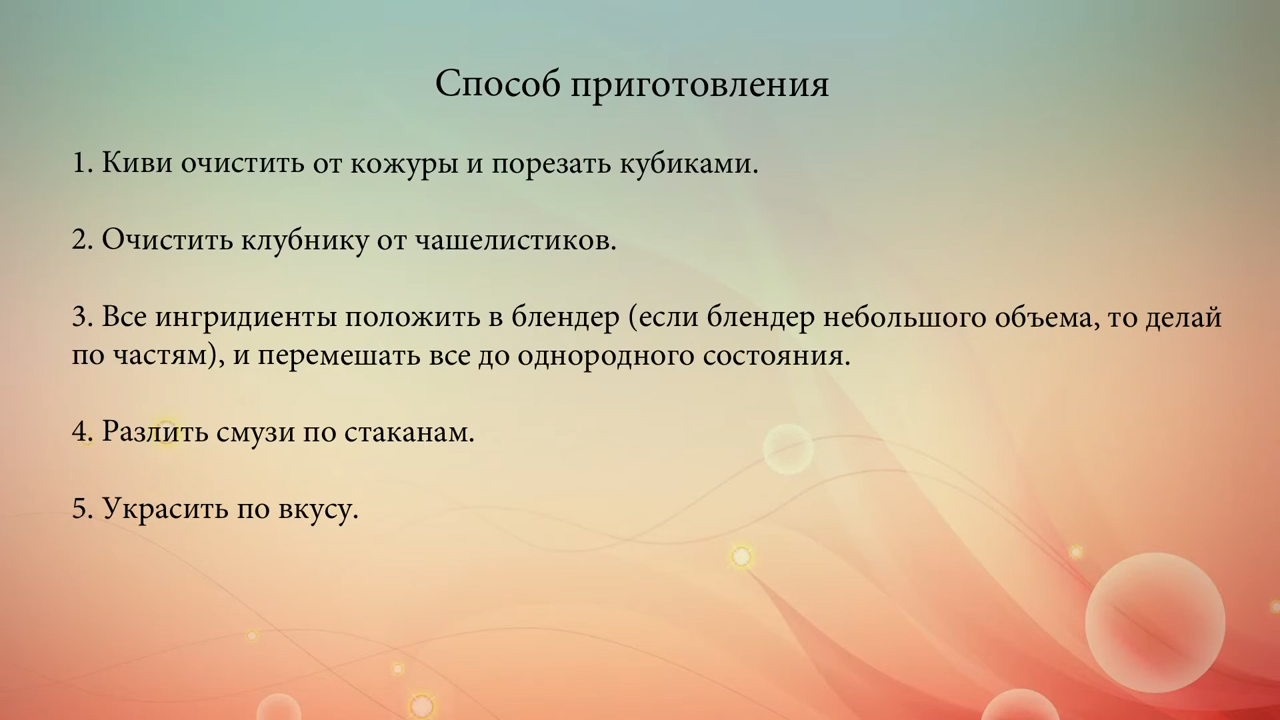 Способ приготовления
1. Киви очистить от кожуры и порезать кубиками.
2. Очистить клубнику от чашелистиков.
3. Все ингридиенты положить в блендер (если блендер небольшого объема, то делай
по частям), и перемешать все до однородного состояния.
4. Разлить смузи по стаканам.
5. Украсить по вкусу.